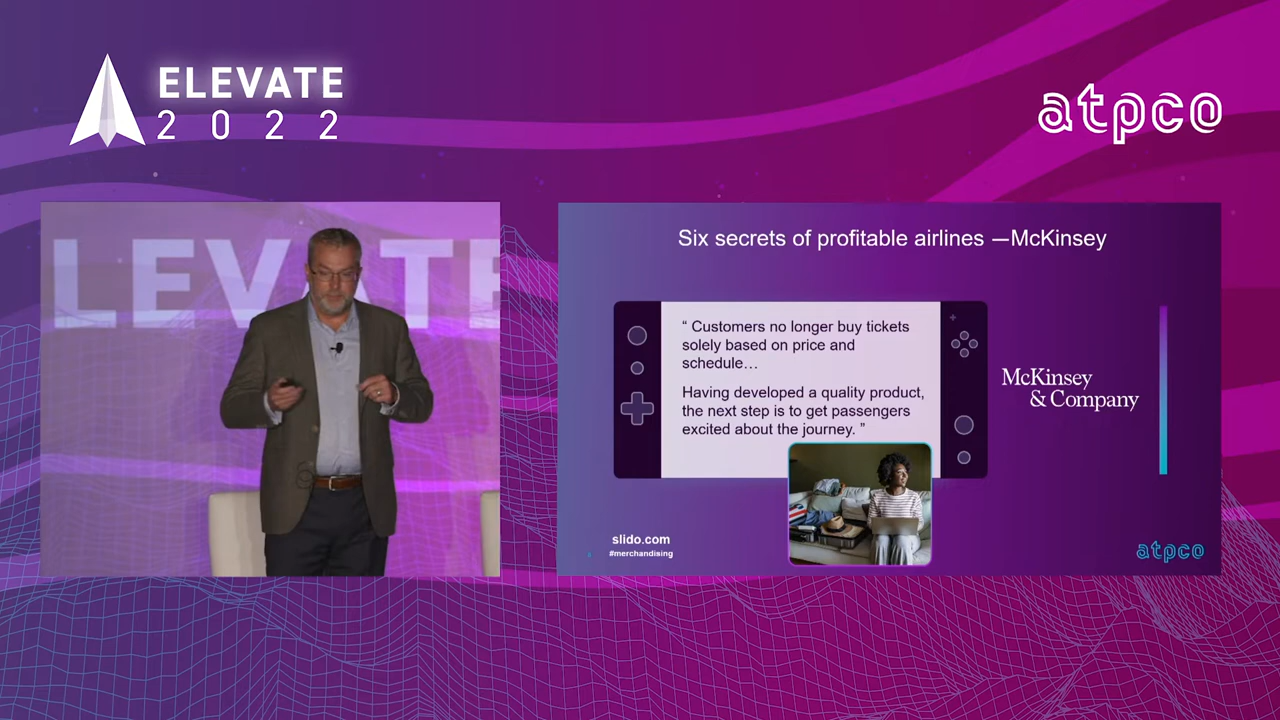 ELEVATE
2022
atpco
LEVATE
Six secrets of profitable airlines —McKinsey
“ Customers no longer buy tickets
solely based on price and
schedule…
Having developed a quality product,
the next step is to get passengers
excited about the journey. ”
McKinsey
& Company
slido.com
#merchandising
atpco